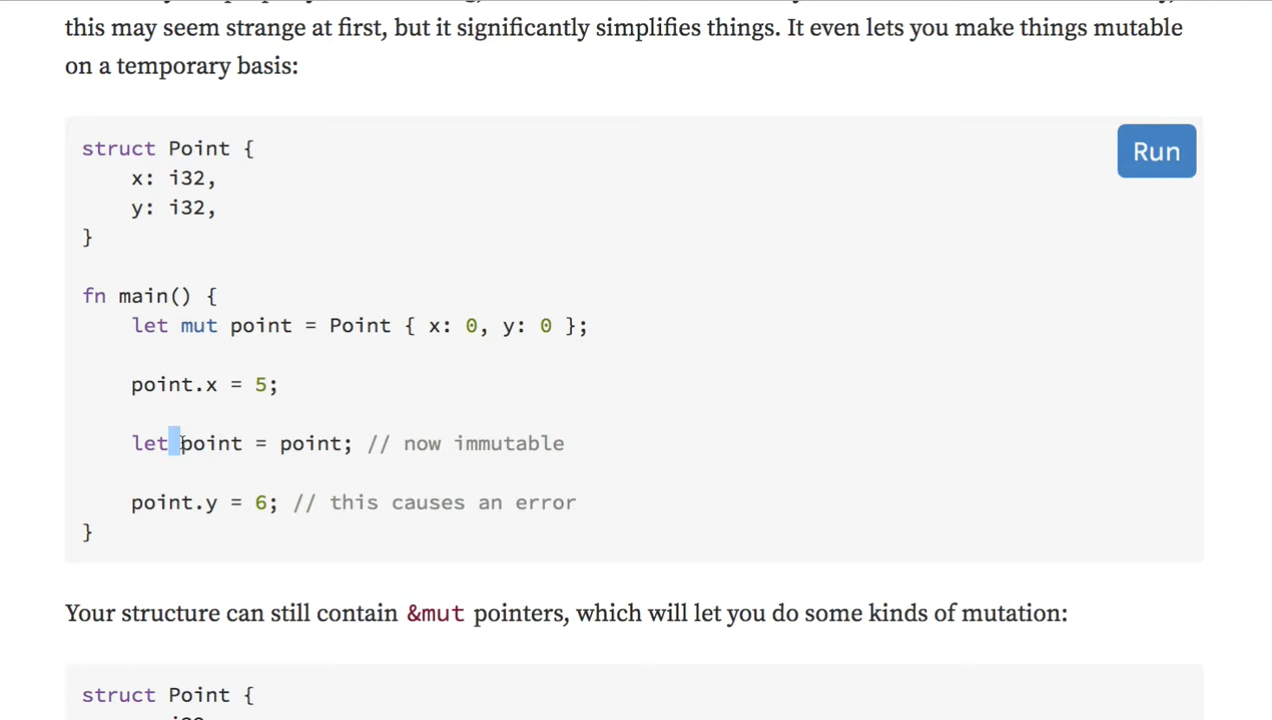 this may seem strange at first, but it significantly simplifies things. It even lets you make things mutable
on a temporary basis:
struct Point {
    x: i32,
    y: i32,
}
Run
fn main() {
    let mut point = Point { x: 0, y: 0 };
    point.x = 5;
    let point = point; // now immutable
    point.y = 6; // this causes an error
}
Your structure can still contain &mut pointers, which will let you do some kinds of mutation:
struct Point {